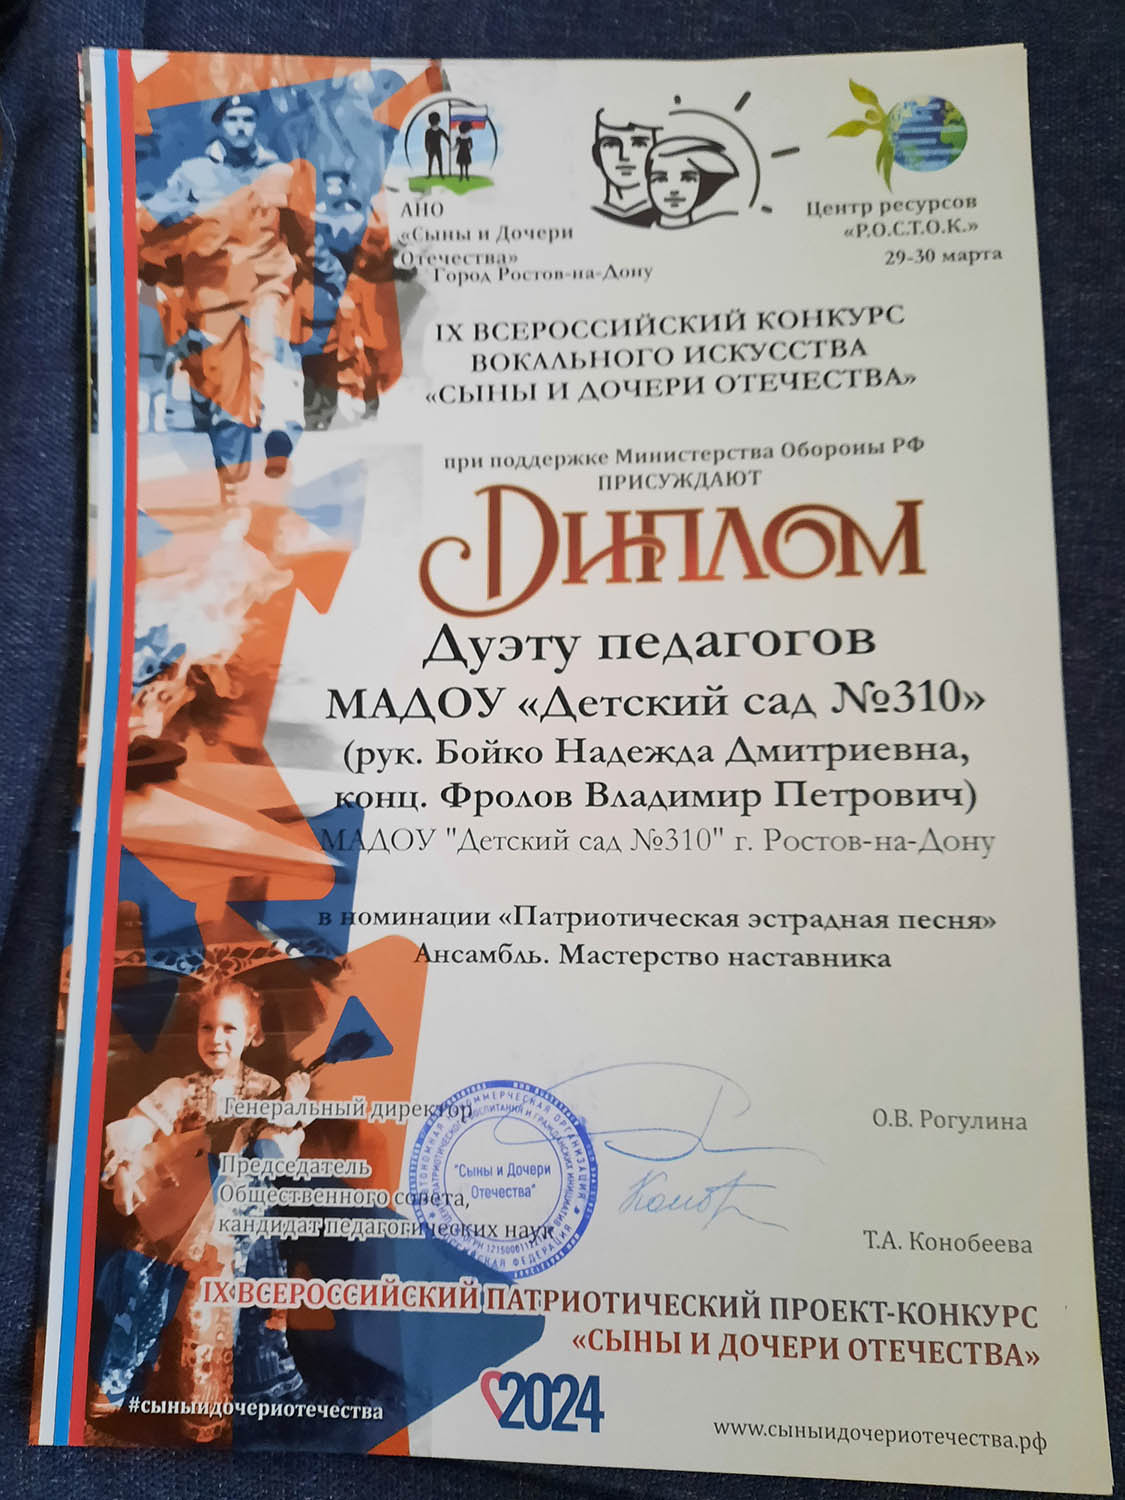 АНО
«Сыны и Дочери
Отечества»
Город Ростов-на-Дону
Центр ресурсов
«Р.О.С.Т.О.К.»
29-30 марта
IX ВСЕРОССИЙСКИЙ КОНКУРС
ВОКАЛЬНОГО ИСКУССТВА
«СЫНЫ И ДОЧЕРИ ОТЕЧЕСТВА»
при поддержке Министерства Обороны РФ
ПРИСУЖДАЮТ
ДИПЛОМ
Дуэту педагогов
МАДОУ «Детский сад №310»
(рук. Бойко Надежда Дмитриевна,
конц. Фролов Владимир Петрович)
МАДОУ "Детский сад №310" г. Ростов-на-Дону
в номинации «Патриотическая эстрадная песня»
Ансамбль. Мастерство наставника
Генеральный директор
О.В. Рогулина
Председатель
Общественного совета,
кандидат педагогических наук
Т.А. Конобеева
"Сыны и Дочери
Отечества"
IX ВСЕРОССИЙСКИЙ ПАТРИОТИЧЕСКИЙ ПРОЕКТ-КОНКУРС
«СЫНЫ И ДОЧЕРИ ОТЕЧЕСТВА»
2024
#сыныидочериотечества
www.сыныидочериотечества.рф